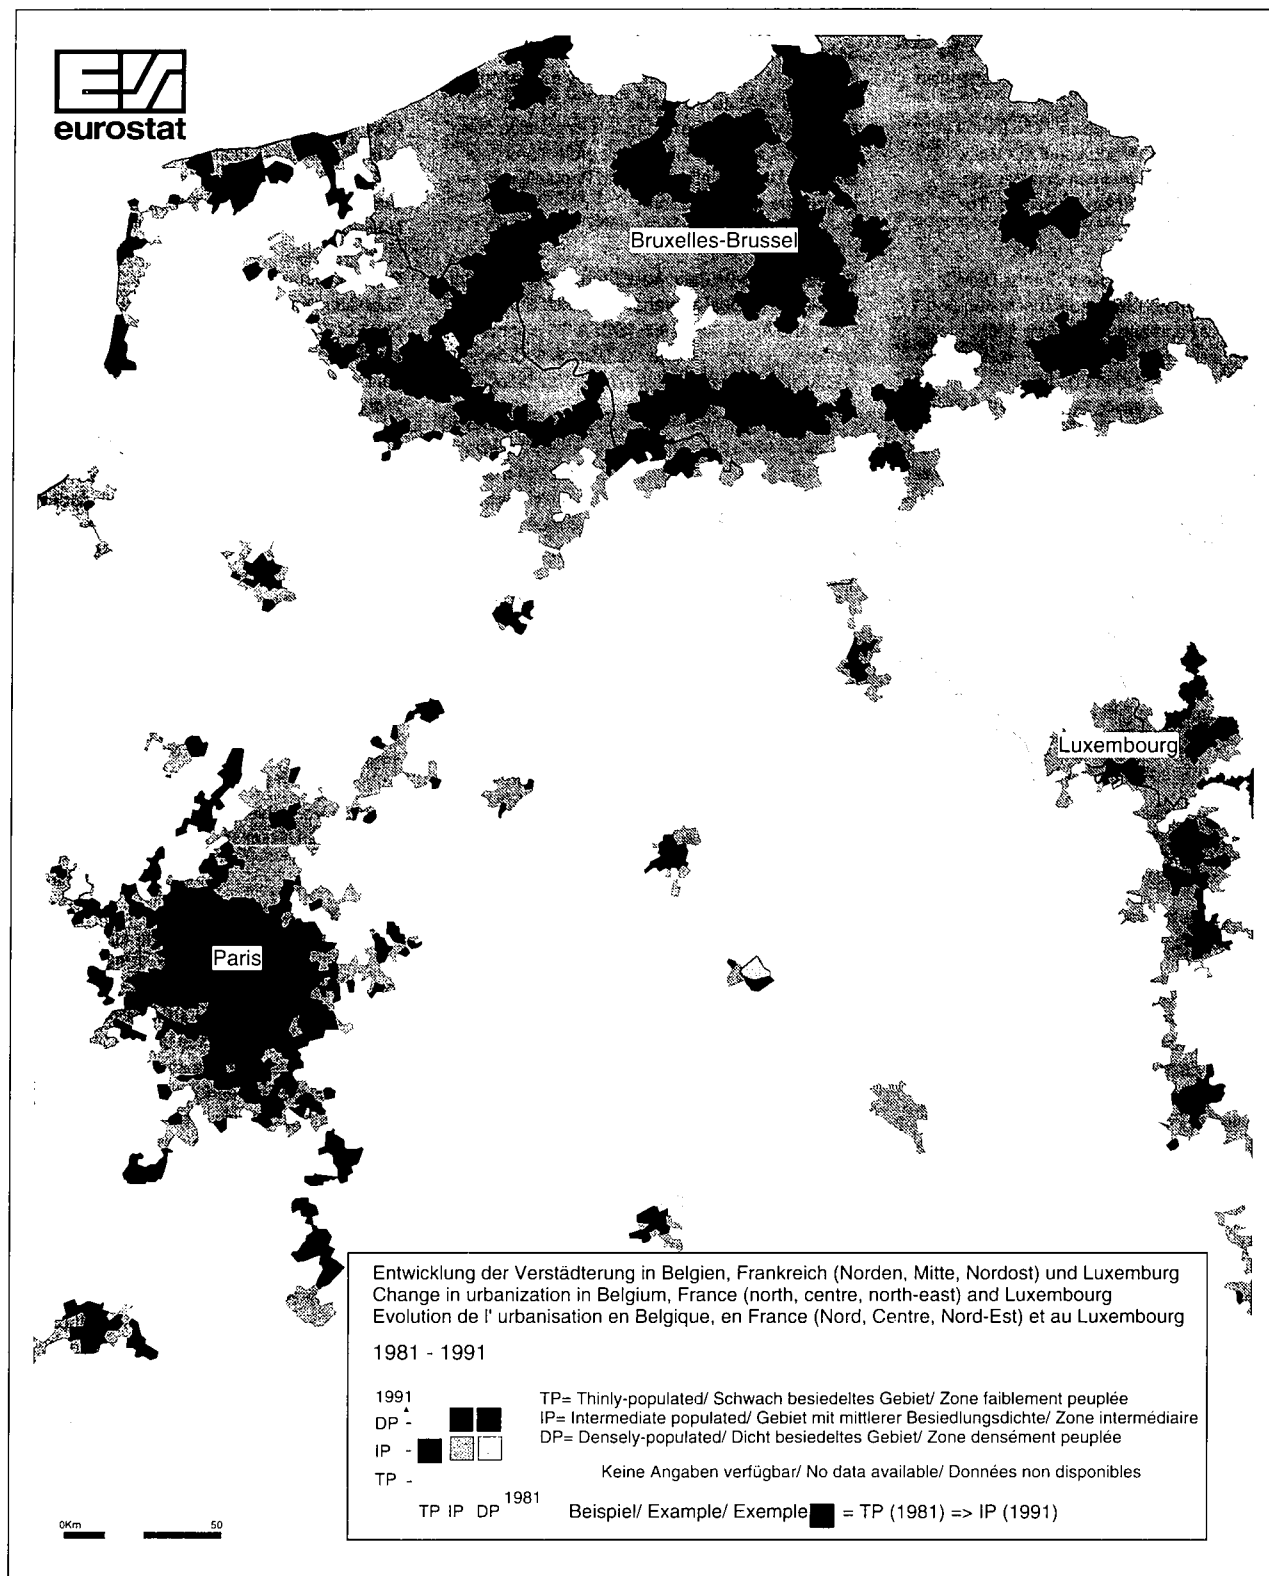 eurostat
Bruxelles-Brussel
Luxembourg
Paris
Entwicklung der Verstädterung in Belgien, Frankreich (Norden, Mitte, Nordost) und Luxemburg
Change in urbanization in Belgium, France (north, centre, north-east) and Luxembourg
Evolution de l' urbanisation en Belgique, en France (Nord, Centre, Nord-Est) et au Luxembourg
1981 - 1991
1991
DP -
IP -
TP -
TP IP DP 1981
TP= Thinly-populated/ Schwach besiedeltes Gebiet/ Zone faiblement peuplée
IP= Intermediate populated/ Gebiet mit mittlerer Besiedlungsdichte/ Zone intermédiaire
DP= Densely-populated/ Dicht besiedeltes Gebiet/ Zone densément peuplée
Keine Angaben verfügbar/ No data available/ Données non disponibles
Beispiel/ Example/ Exemple = TP (1981) => IP (1991)
0Km 50